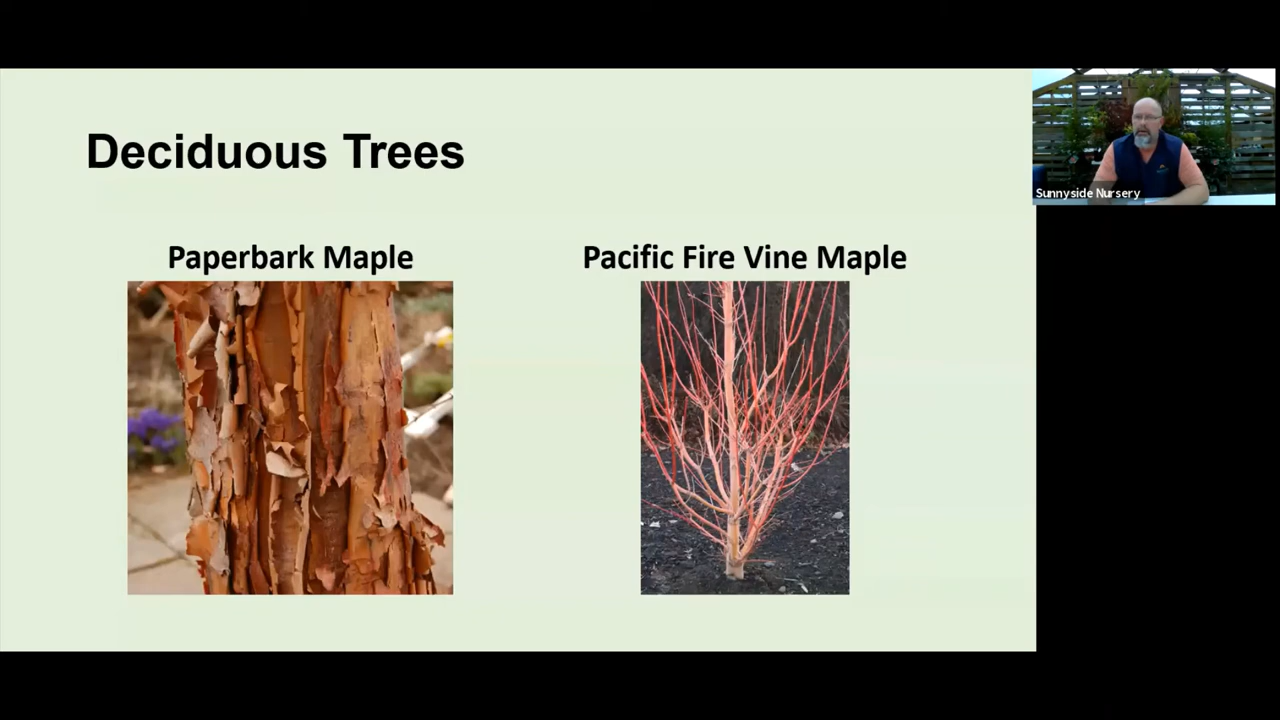 Deciduous Trees
Paperbark Maple
Pacific Fire Vine Maple
Sunnyside Nursery